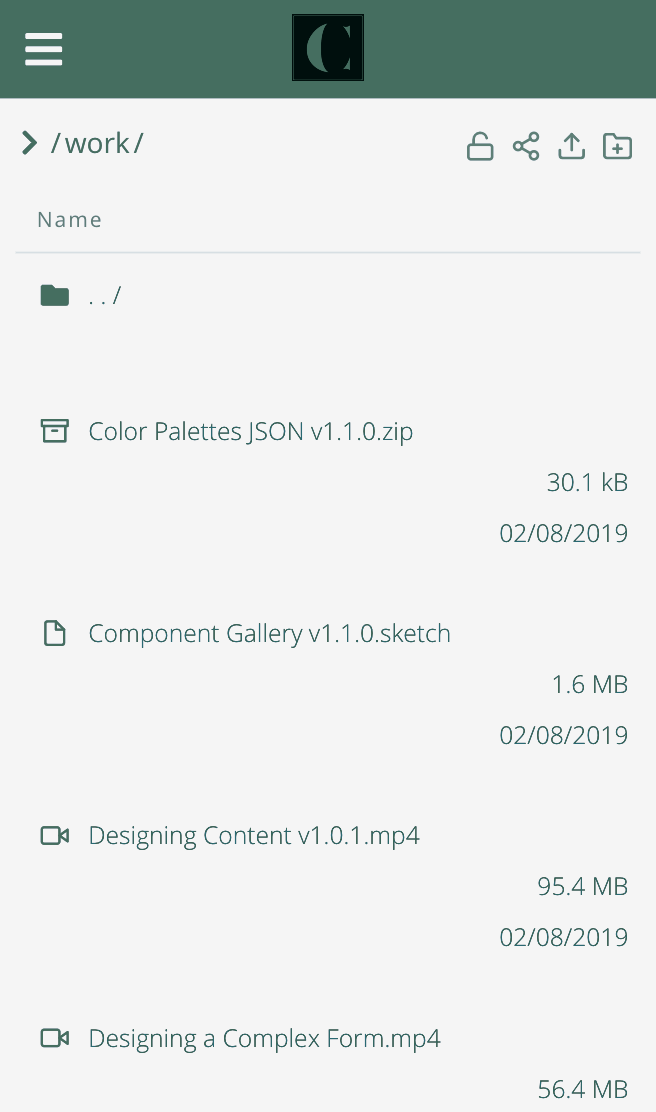 C
/work/
Name
../
Color Palettes JSON v1.1.0.zip
30.1 kB
02/08/2019
Component Gallery v1.1.0.sketch
1.6 MB
02/08/2019
Designing Content v1.0.1.mp4
95.4 MB
02/08/2019
Designing a Complex Form.mp4
56.4 MB